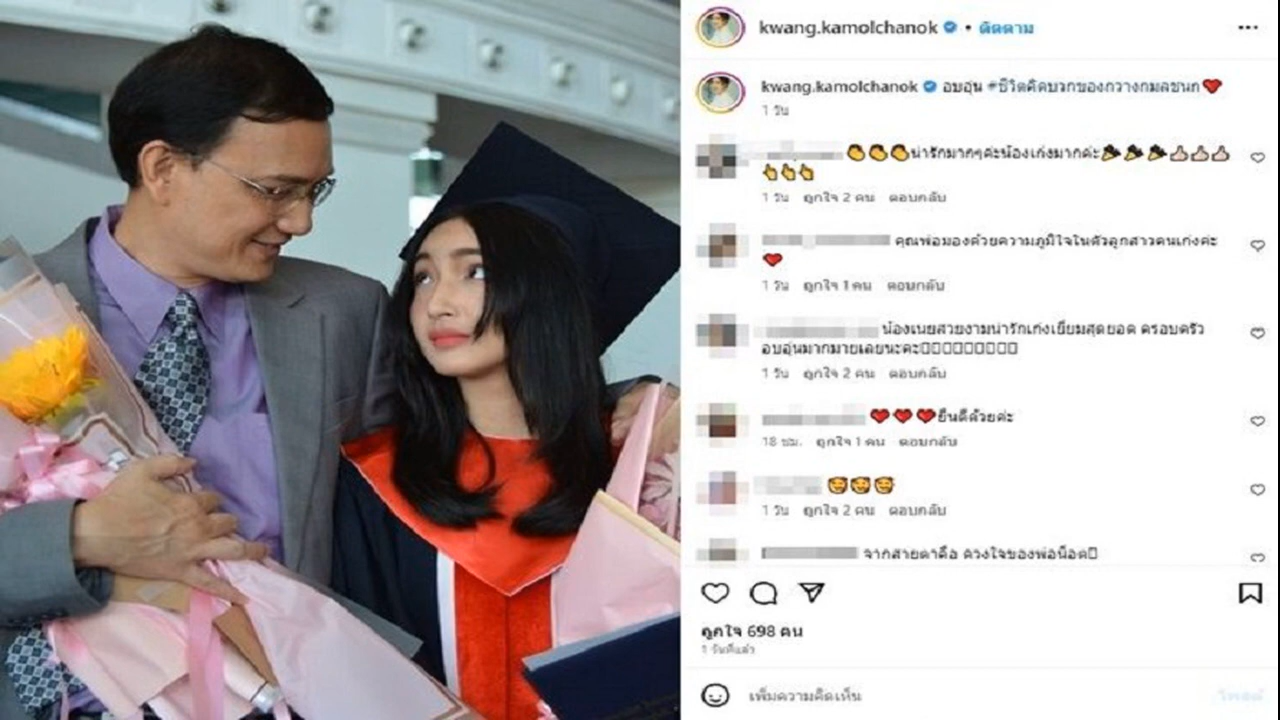 kwang.kamolchanok • ติดตาม
kwang.kamolchanok อบอุ่น #ชีวิตคิดบวกของกวางกมลชนก❤️
1 วัน
👏👏👏น่ารักมากๆค่ะน้องเก่งมากค่ะ🎉🎉🎉👍🏻👍🏻👍🏻
👆👆👆
1 วัน ถูกใจ 2 คน ตอบกลับ
คุณพ่อมองด้วยความภูมิใจในตัวลูกสาวคนเก่งค่ะ
❤️
1 วัน ถูกใจ 1 คน ตอบกลับ
น้องเนยสวยงามน่ารักเก่งเยี่ยมสุดยอด ครอบครัว
อบอุ่นมากมายเลยนะคะ
1 วัน ถูกใจ 2 คน ตอบกลับ
❤️❤️❤️ยินดีด้วยค่ะ
18 ชม. ถูกใจ 1 คน ตอบกลับ
🥰🥰🥰
1 วัน ถูกใจ 2 คน ตอบกลับ
จากสายตาคือ ดวงใจของพ่อน็อต
ถูกใจ 698 คน
1 วันที่แล้ว
เพิ่มความคิดเห็น
โพสต์